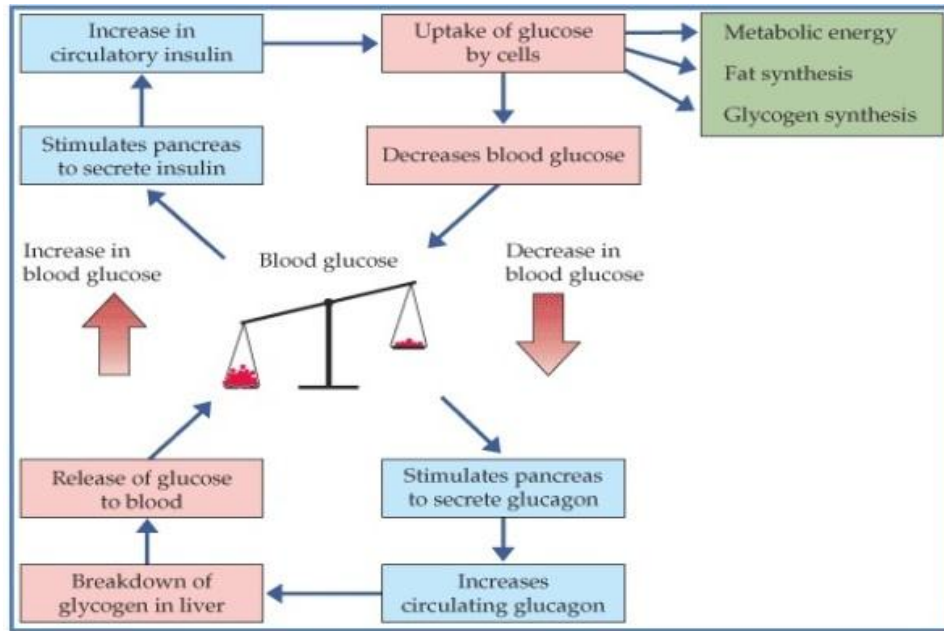 Increase in
circulatory insulin
Uptake of glucose
by cells
Metabolic energy
Fat synthesis
Glycogen synthesis
Stimulates pancreas
to secrete insulin
Decreases blood glucose
Increase in
blood glucose
Blood glucose
Decrease in
blood glucose
Release of glucose
to blood
Stimulates pancreas
to secrete glucagon
Breakdown of
glycogen in liver
Increases
circulating glucagon